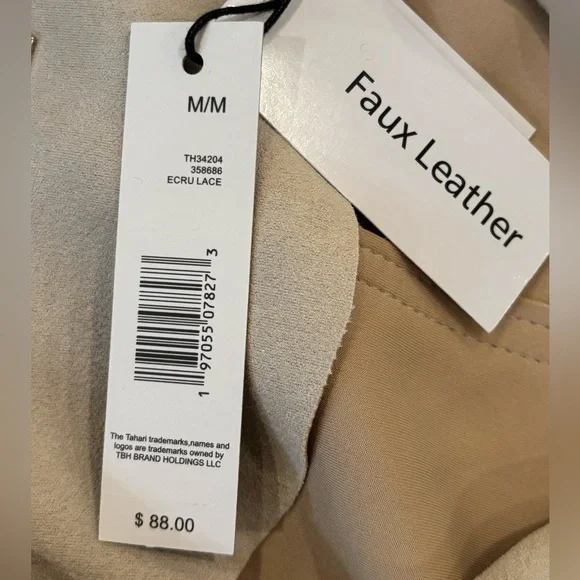 M/M
TH34204
358686
ECRU LACE
1 97055 07827 3
The Tahari trademarks,names and
logos are trademarks owned by
TBH BRAND HOLDINGS LLC
$ 88.00
Faux Leather